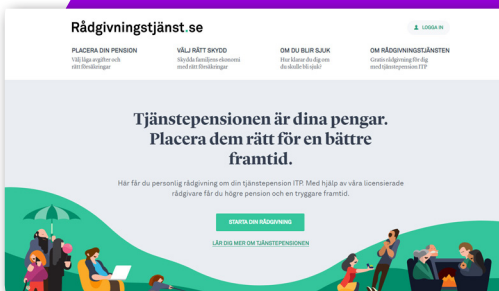 Rådgivningstjänst.se
LOGGA IN
PLACERA DIN PENSION
Välj låga avgifter och
rätt försäkringar
VÄLJ RÄTT SKYDD
Skydda familjens ekonomi
med rätt försäkringar
OM DU BLIR SJUK
Hur klarar du dig om
du skulle bli sjuk?
OM RÅDGIVNINGSTJÄNSTEN
Gratis rådgivning för dig
med tjänstepension ITP
Tjänstepensionen är dina pengar.
Placera dem rätt för en bättre
framtid.
Här får du personlig rådgivning om din tjänstepension ITP. Med hjälp av våra licensierade
rådgivare får du högre pension och en tryggare framtid.
STARTA DIN RÅDGIVNING
LÄR DIG MER OM TJÄNSTEPENSIONEN